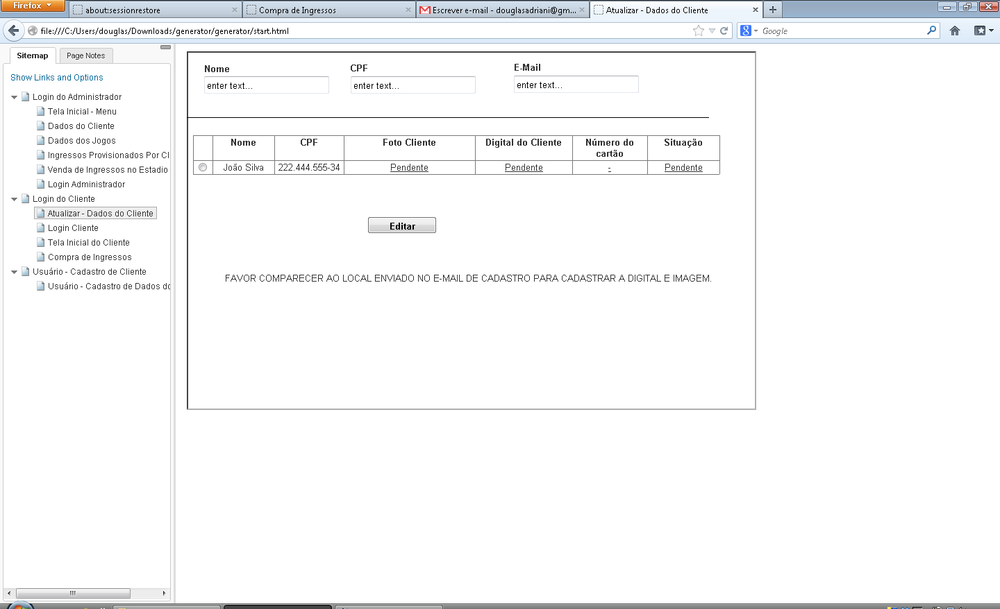 Firefox
about:sessionrestore
Compra de Ingressos
Escrever e-mail - douglasadriani@gm...
Atualizar - Dados do Cliente
file:///C:/Users/douglas/Downloads/generator/generator/start.html
Google
Sitemap
Page Notes
Show Links and Options
Login do Administrador
Tela Inicial - Menu
Dados do Cliente
Dados dos Jogos
Ingressos Provisionados Por Cl
Venda de Ingressos no Estadio
Login Administrador
Login do Cliente
Atualizar - Dados do Cliente
Login Cliente
Tela Inicial do Cliente
Compra de Ingressos
Usuário - Cadastro de Cliente
Usuário - Cadastro de Dados do
Nome CPF E-Mail
enter text... enter text... enter text...
Nome CPF Foto Cliente Digital do Cliente Número do cartão Situação
João Silva 222.444.555-34 Pendente Pendente - Pendente
Editar
FAVOR COMPARECER AO LOCAL ENVIADO NO E-MAIL DE CADASTRO PARA CADASTRAR A DIGITAL E IMAGEM.